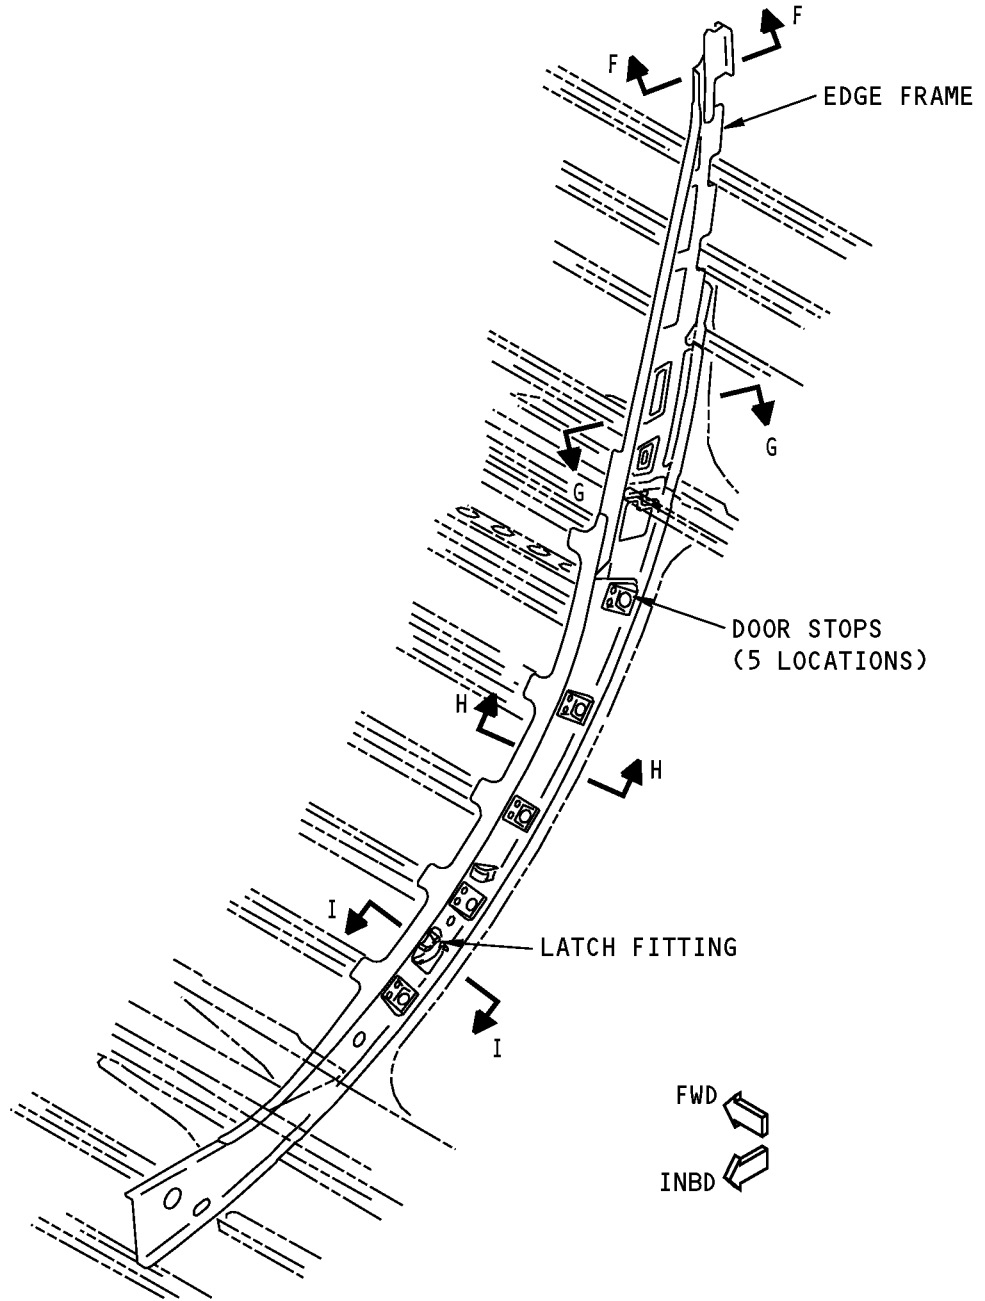 F
F
EDGE FRAME
G
G
DOOR STOPS
(5 LOCATIONS)
H
H
I
LATCH FITTING
I
FWD
INBD